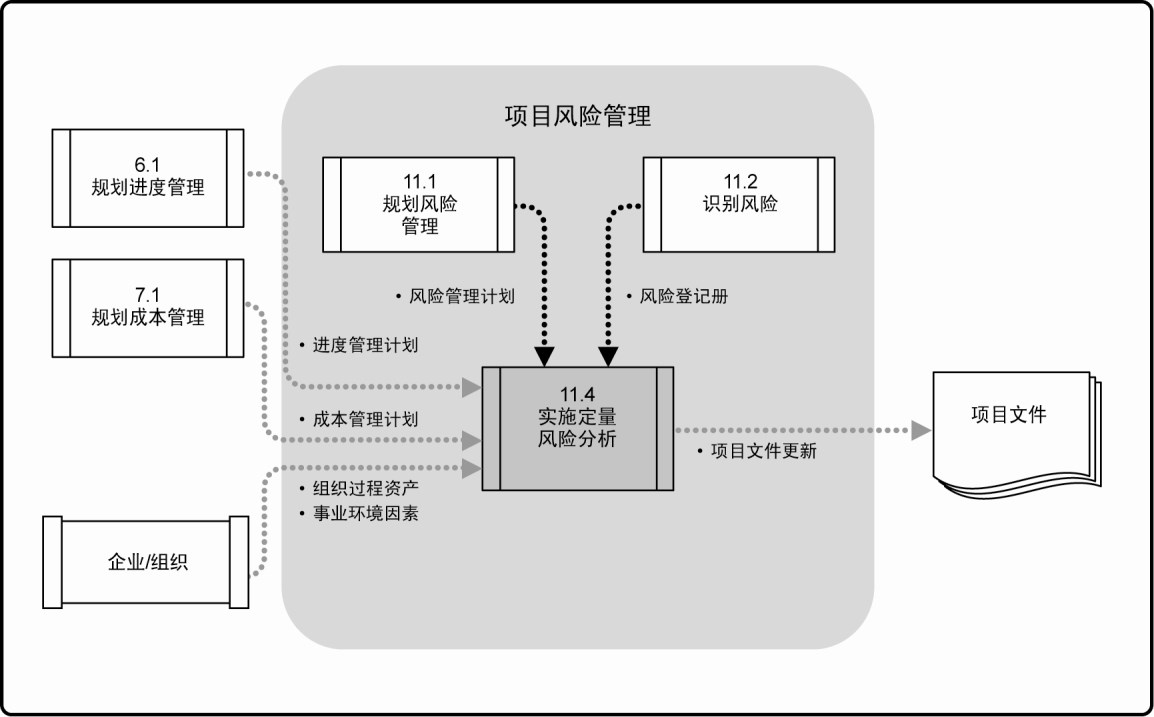 项目风险管理
6.1
规划进度管理
11.1
规划风险
管理
11.2
识别风险
7.1
规划成本管理
• 风险管理计划
• 风险登记册
• 进度管理计划
• 成本管理计划
11.4
实施定量
风险分析
项目文件
• 项目文件更新
• 组织过程资产
• 事业环境因素
企业/组织